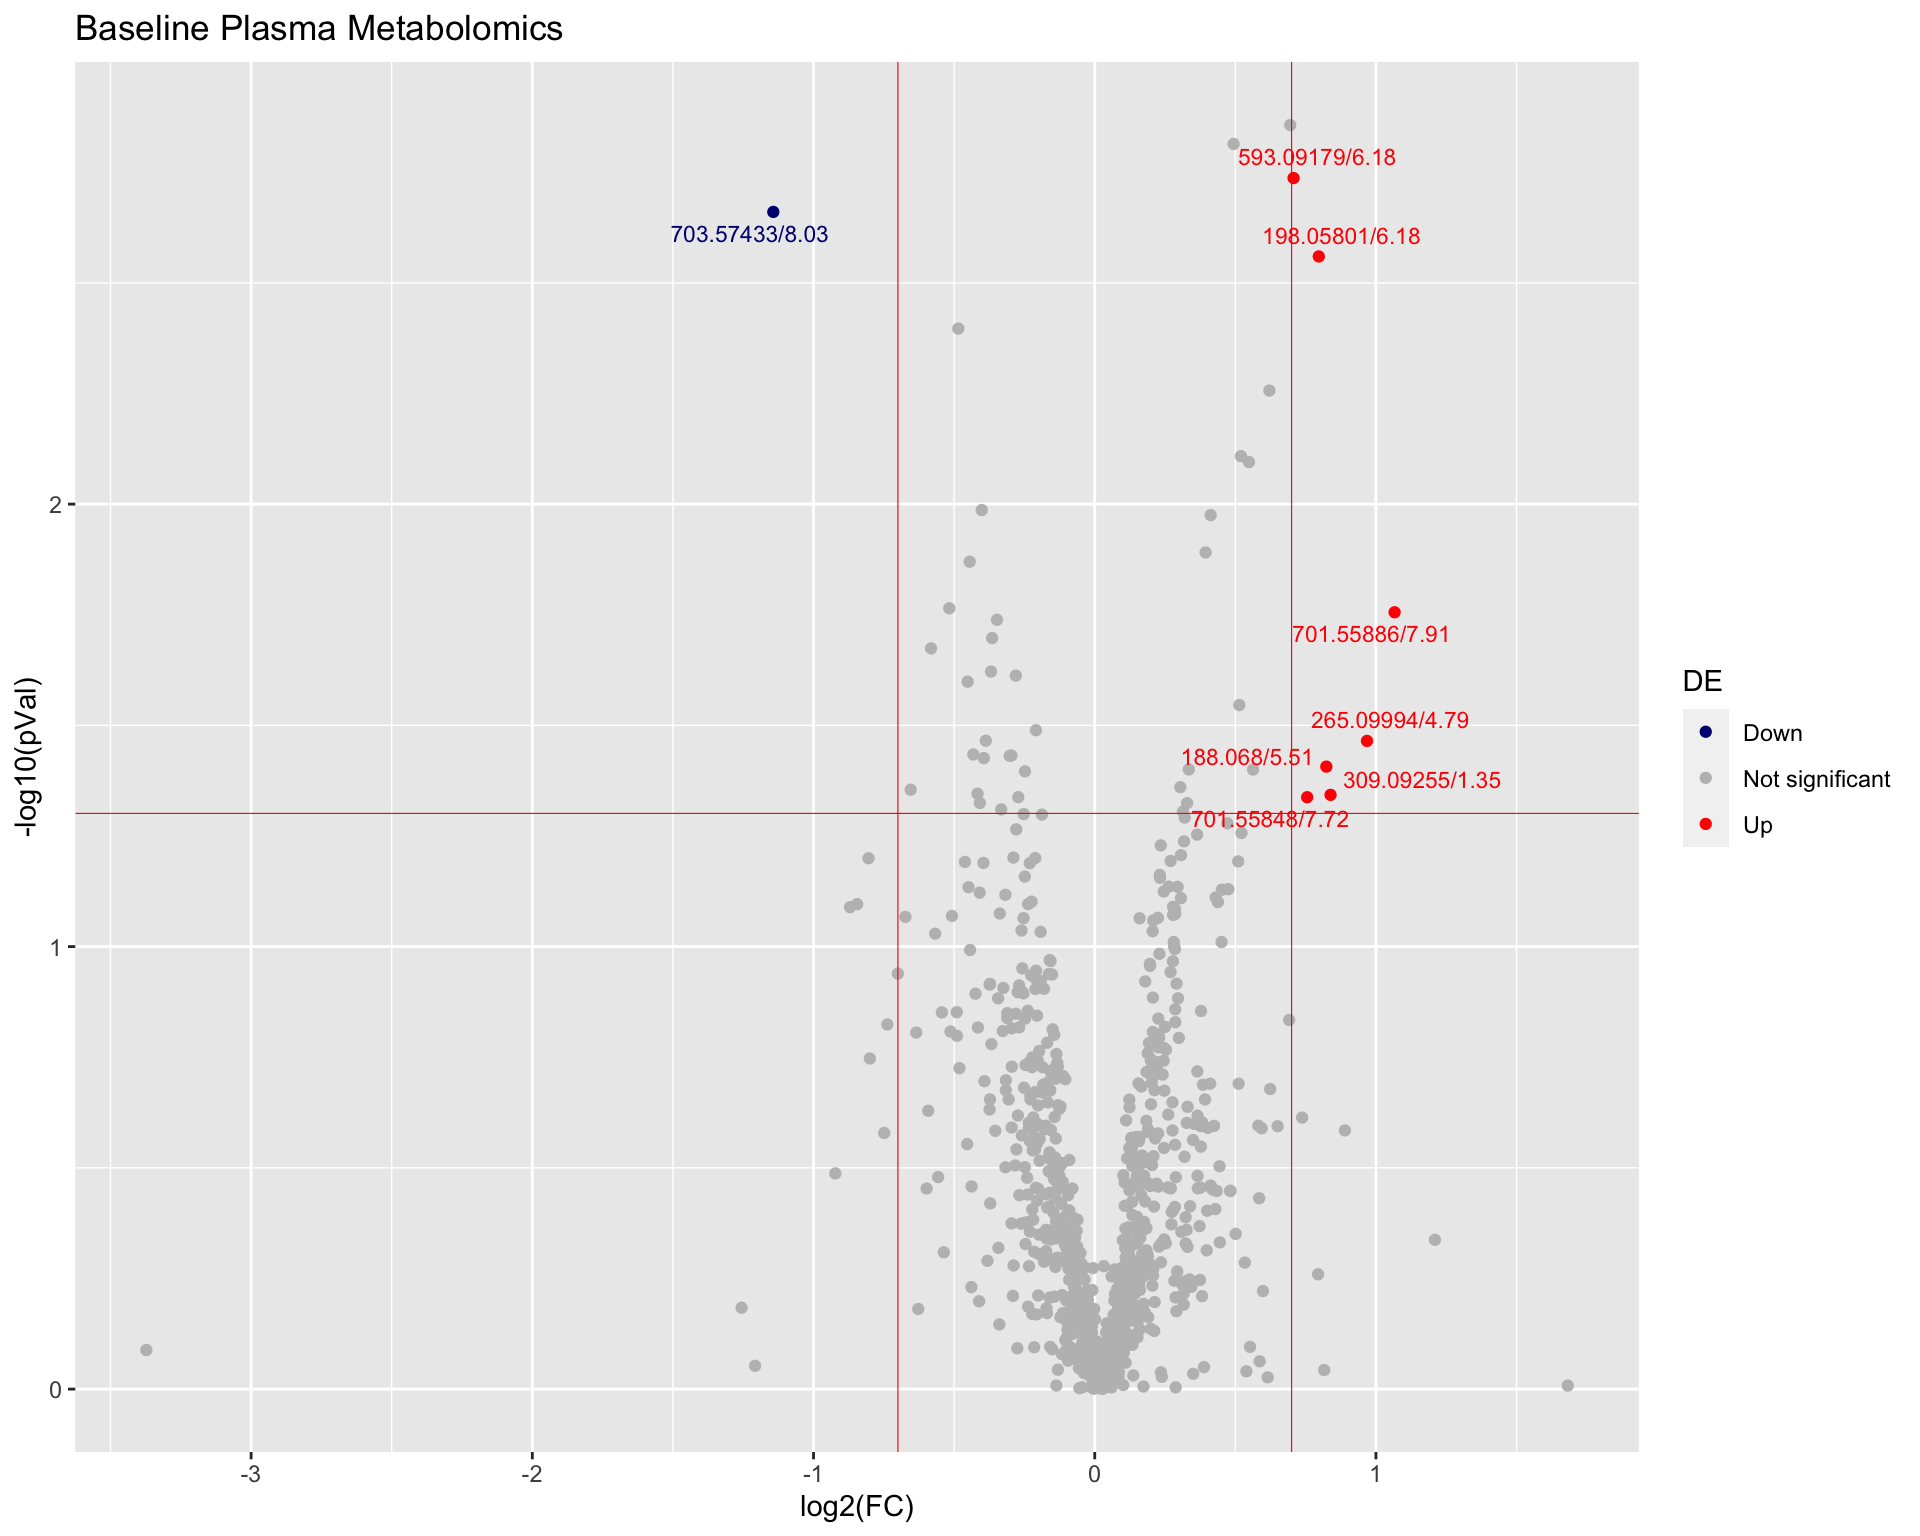 Baseline Plasma Metabolomics
593.09179/6.18
703.57433/8.03
198.05801/6.18
701.55886/7.91
265.09994/4.79
188.068/5.51
309.09255/1.35
701.55848/7.72
2
1
0
-log10(pVal)
-3
-2
-1
0
1
log2(FC)
DE
Down
Not significant
Up